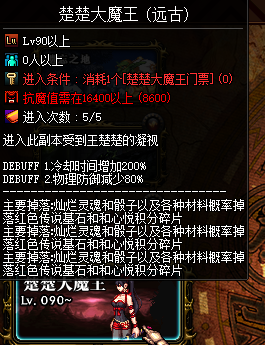 楚楚大魔王 (远古)
Lv90以上
0人以上
进入条件：消耗1个[楚楚大魔王门票] (0)
抗魔值需在16400以上 (8600)
进入次数：5/5
进入此副本受到王楚楚的凝视
DEBUFF 1.冷却时间增加200%
DEBUFF 2.物理防御减少80%
主要掉落:灿烂灵魂和骰子以及各种材料概率掉
落红色传说基石和和心悦积分碎片
主要掉落:灿烂灵魂和骰子以及各种材料概率掉
落红色传说基石和和心悦积分碎片
主要掉落:灿烂灵魂和骰子以及各种材料概率掉
落红色传说基石和和心悦积分碎片
楚楚大魔王
Lv. 090~